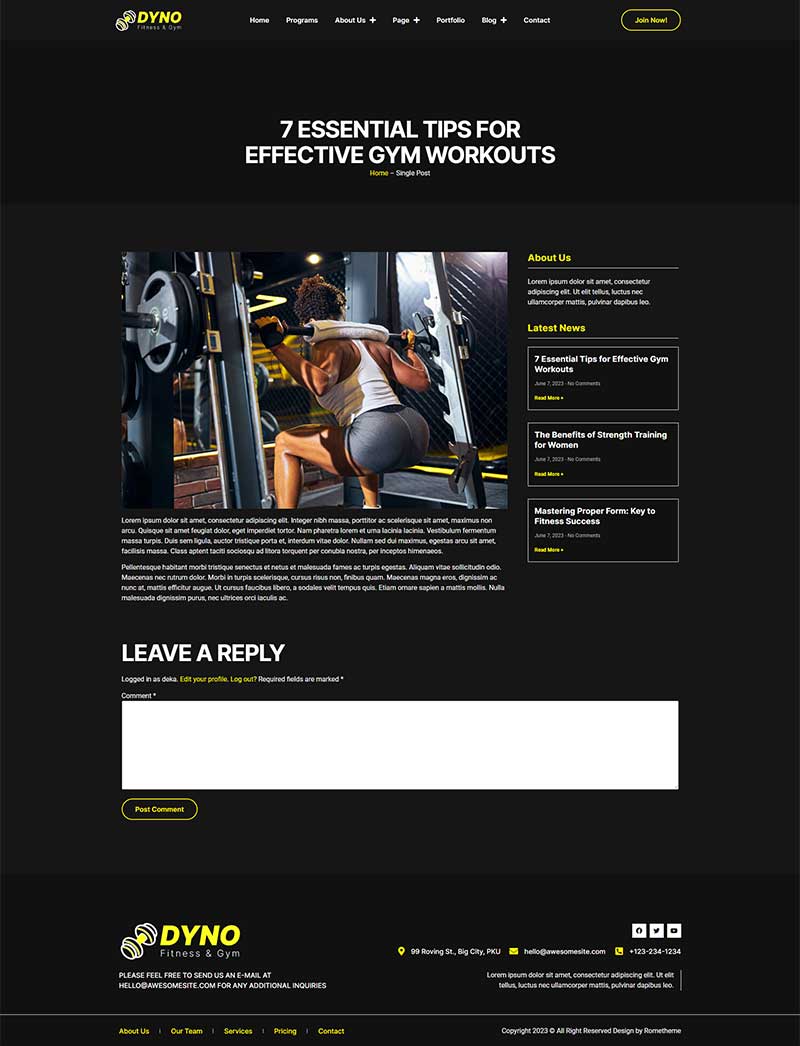 DYNO
Fitness & Gym
Home Programs About Us + Page + Portfolio Blog + Contact
Join Now!
7 ESSENTIAL TIPS FOR
EFFECTIVE GYM WORKOUTS
Home – Single Post
About Us
Lorem ipsum dolor sit amet, consectetur
adipiscing elit. Ut elit tellus, luctus nec
ullamcorper mattis, pulvinar dapibus leo.
Latest News
7 Essential Tips for Effective Gym
Workouts
June 7, 2023 · No Comments
Read More »
The Benefits of Strength Training
for Women
June 7, 2023 · No Comments
Read More »
Mastering Proper Form: Key to
Fitness Success
June 7, 2023 · No Comments
Read More »
Lorem ipsum dolor sit amet, consectetur adipiscing elit. Integer nibh massa, porttitor ac scelerisque sit amet, maximus non
arcu. Quisque sit amet feugiat dolor, eget imperdiet tortor. Nam pharetra lorem et urna lacinia lacinia. Vestibulum fermentum
massa turpis. Duis sem ligula, auctor tristique porta et, interdum vitae dolor. Nullam sed dui maximus, egestas arcu sit amet,
facilisis massa. Class aptent taciti sociosqu ad litora torquent per conubia nostra, per inceptos himenaeos.
Pellentesque habitant morbi tristique senectus et netus et malesuada fames ac turpis egestas. Aliquam vitae sollicitudin odio.
Maecenas nec rutrum dolor. Morbi in turpis scelerisque, cursus risus non, finibus quam. Maecenas magna eros, dignissim ac
nunc at, mattis efficitur augue. Ut cursus faucibus libero, a sodales velit tempus quis. Etiam ornare sapien a mattis mollis. Nulla
malesuada dignissim purus, nec ultrices orci iaculis ac.
LEAVE A REPLY
Logged in as deka. Edit your profile. Log out? Required fields are marked *
Comment *
Post Comment
DYNO
Fitness & Gym
99 Roving St., Big City, PKU hello@awesomesite.com +123-234-1234
PLEASE FEEL FREE TO SEND US AN E-MAIL AT
HELLO@AWESOMESITE.COM FOR ANY ADDITIONAL INQUIRIES
Lorem ipsum dolor sit amet, consectetur adipiscing elit. Ut elit
tellus, luctus nec ullamcorper mattis, pulvinar dapibus leo.
About Us | Our Team | Services | Pricing | Contact
Copyright 2023 © All Right Reserved Design by Rometheme